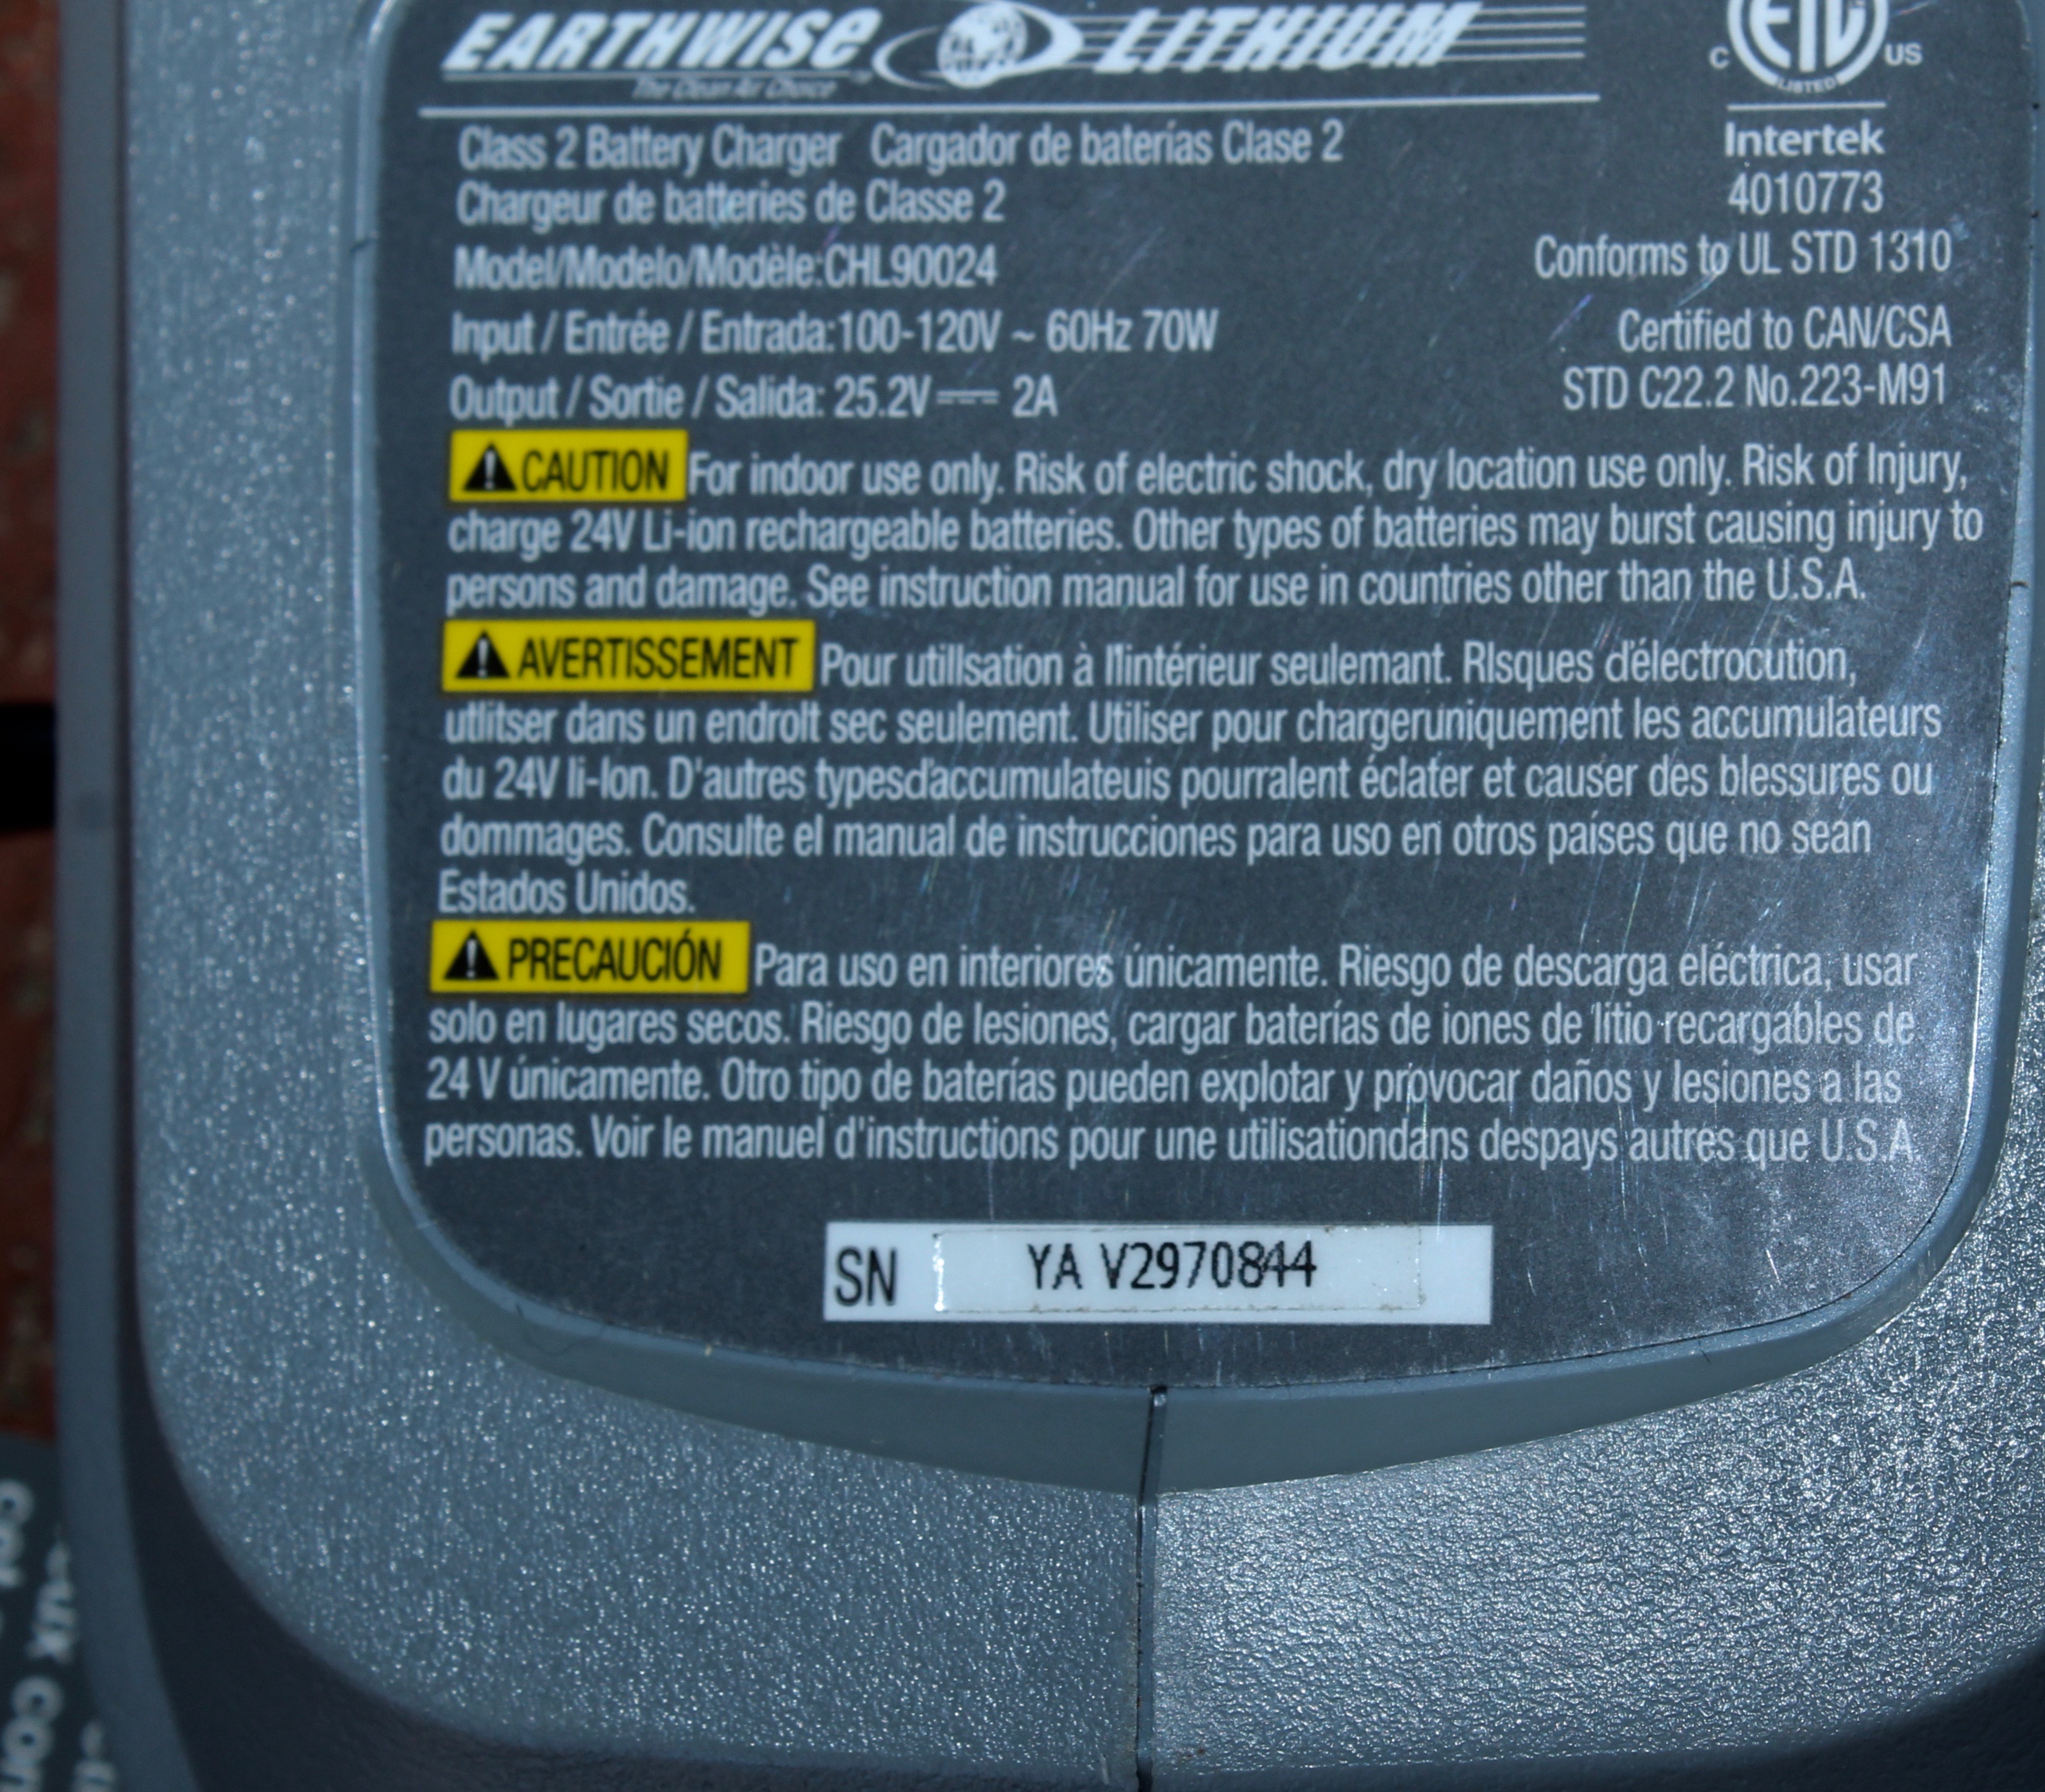 EARTHWISE LITHIUM
The Clean Air Choice
C ETL US
LISTED
Intertek
4010773
Conforms to UL STD 1310
Certified to CAN/CSA
STD C22.2 No.223-M91
Class 2 Battery Charger Cargador de baterías Clase 2
Chargeur de batteries de Classe 2
Model/Modelo/Modèle:CHL90024
Input / Entrée / Entrada:100-120V ~ 60Hz 70W
Output / Sortie / Salida: 25.2V⎓ 2A
CAUTION For indoor use only. Risk of electric shock, dry location use only. Risk of Injury,
charge 24V Li-ion rechargeable batteries. Other types of batteries may burst causing injury to
persons and damage. See instruction manual for use in countries other than the U.S.A.
AVERTISSEMENT Pour utillsation à l'intérieur seulemant. RIsques d'électrocution,
utlitser dans un endrolt sec seulement. Utiliser pour chargeruniquement les accumulateurs
du 24V li-Ion. D'autres typesd'accumulateuis pourralent éclater et causer des blessures ou
dommages. Consulte el manual de instrucciones para uso en otros países que no sean
Estados Unidos.
PRECAUCIÓN Para uso en interiores únicamente. Riesgo de descarga eléctrica, usar
solo en lugares secos. Riesgo de lesiones, cargar baterías de iones de litio recargables de
24 V únicamente. Otro tipo de baterías pueden explotar y provocar daños y lesiones a las
personas. Voir le manuel d'instructions pour une utilisationdans despays autres que U.S.A
SN YA V2970844